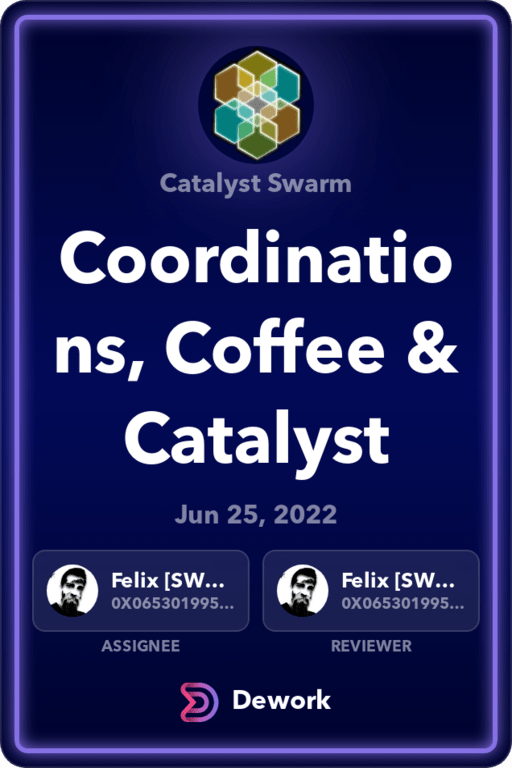 Catalyst Swarm
Coordinatio
ns, Coffee &
Catalyst
Jun 25, 2022
Felix [SW... Felix [SW...
0X065301995... 0X065301995...
ASSIGNEE REVIEWER
Dework